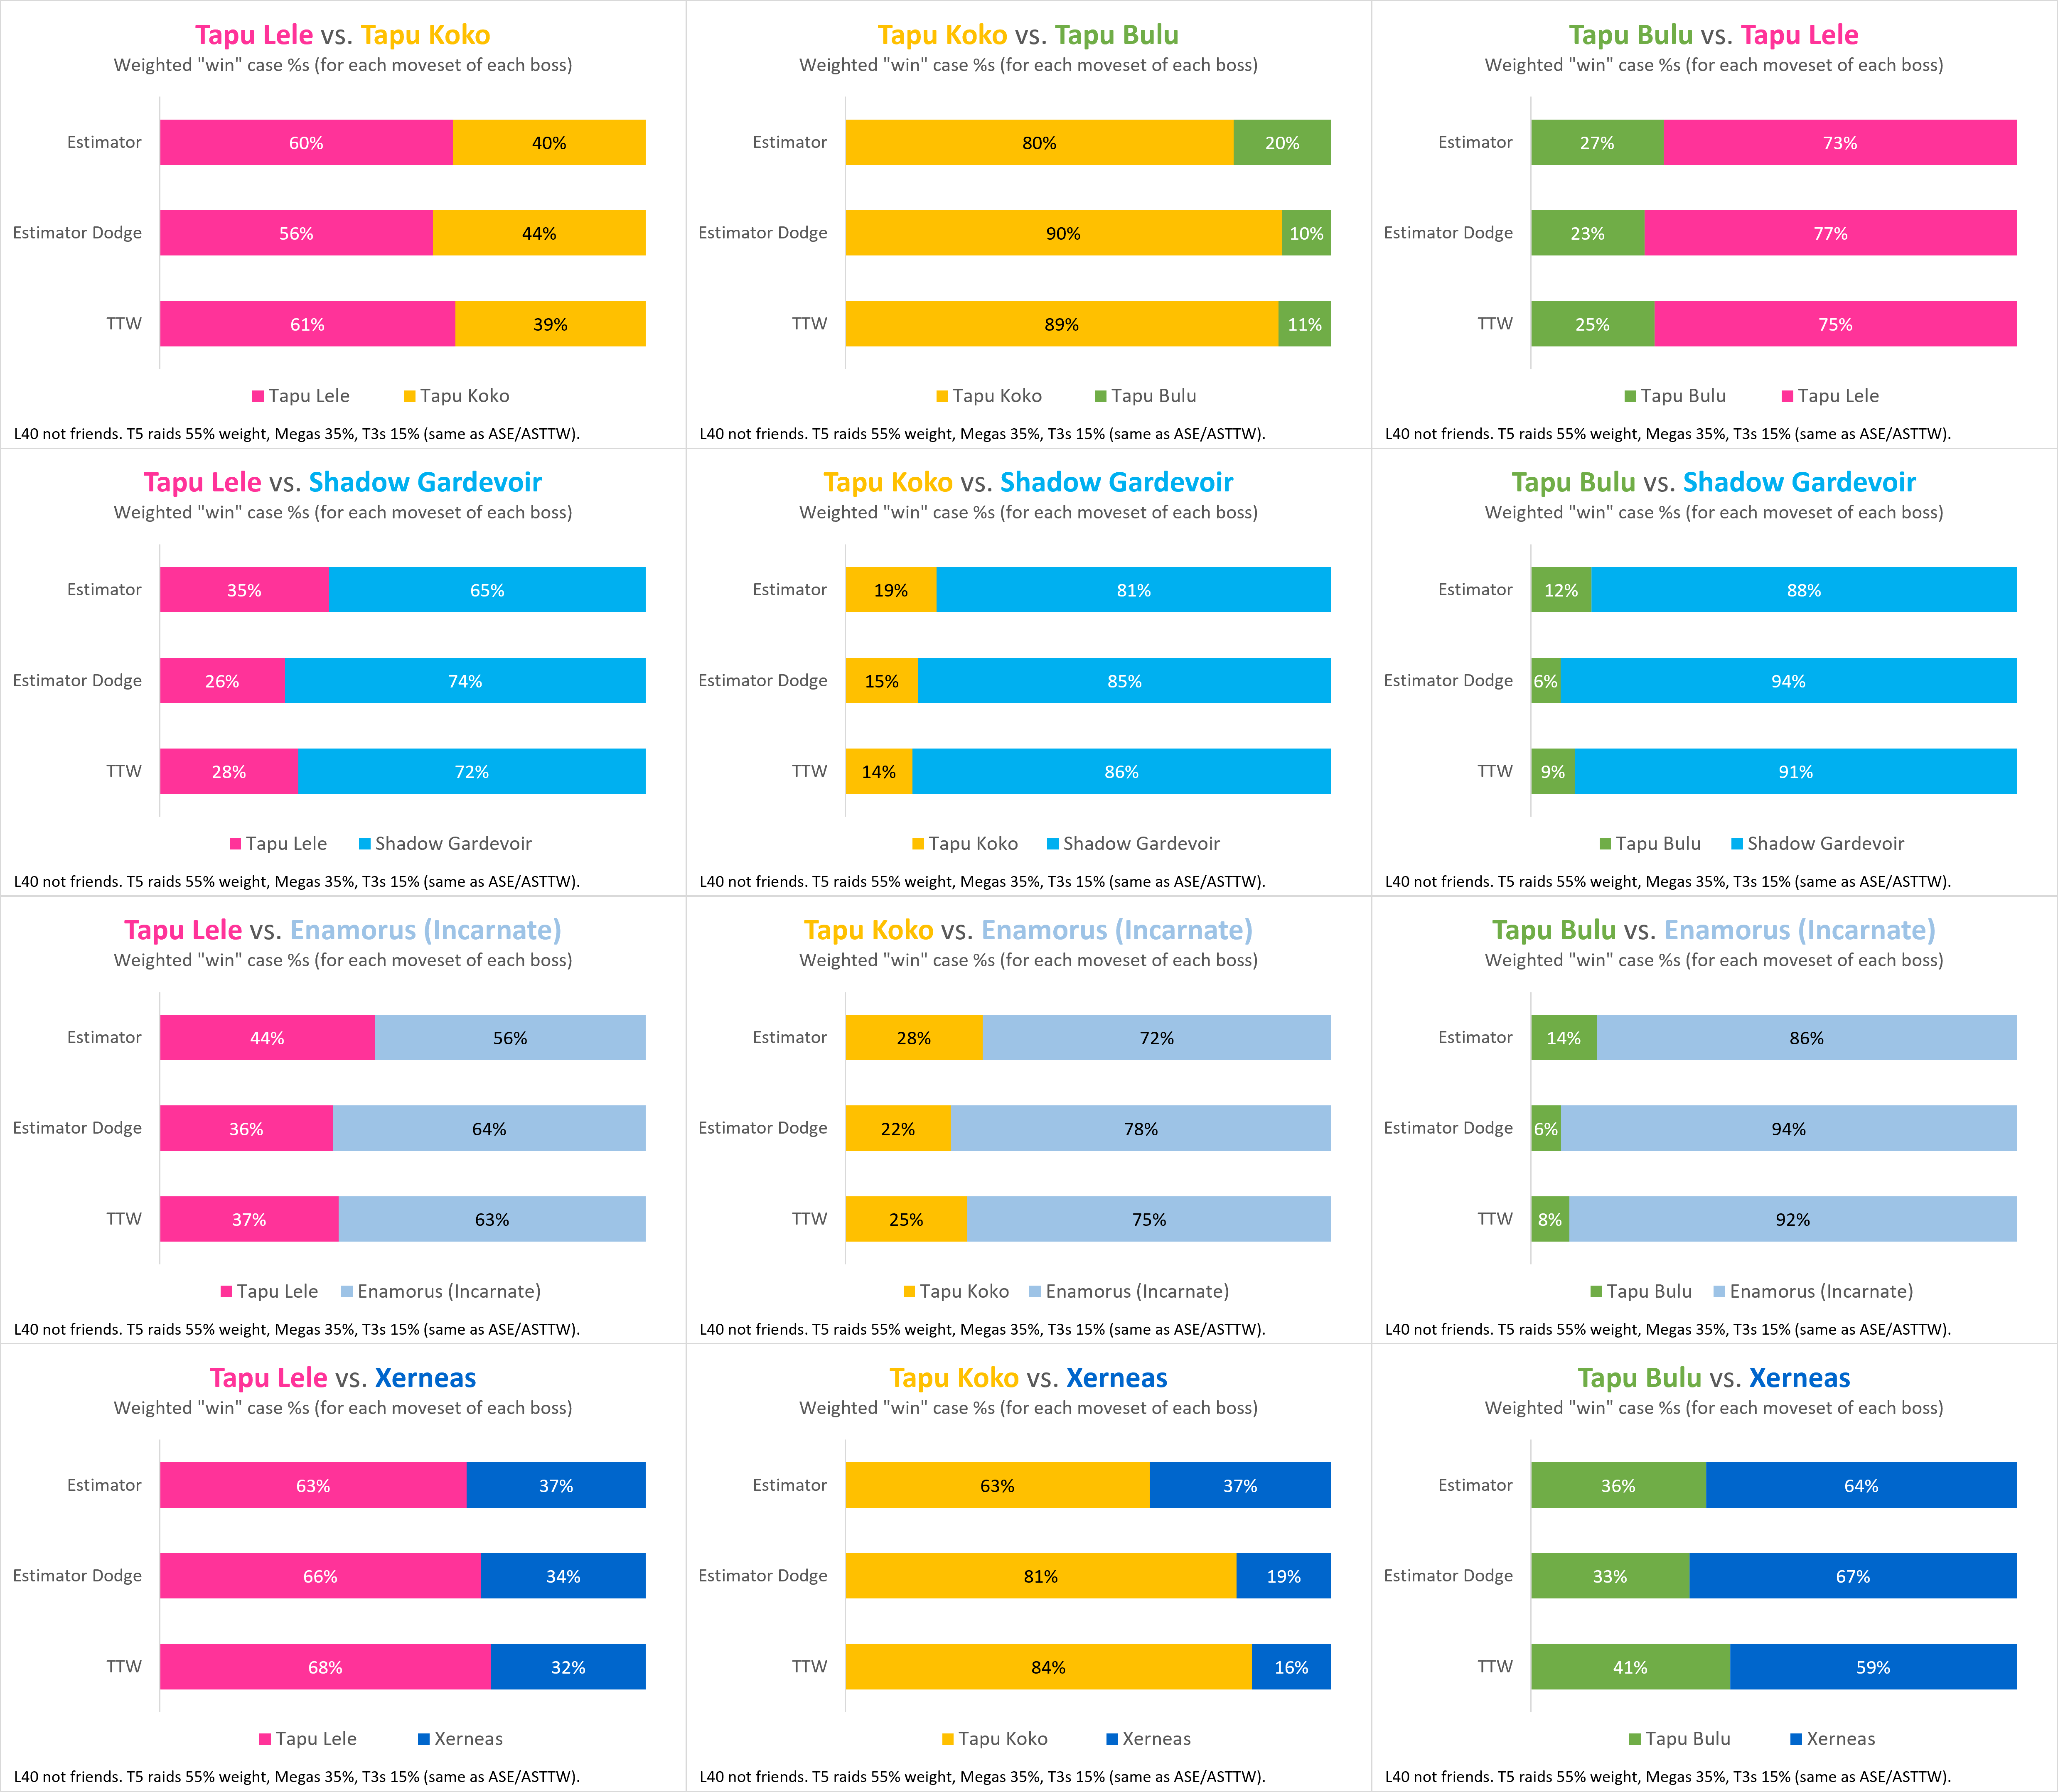 Tapu Lele vs. Tapu Koko
Weighted "win" case %s (for each moveset of each boss)
Estimator 60% 40%
Estimator Dodge 56% 44%
TTW 61% 39%
Tapu Lele Tapu Koko
L40 not friends. T5 raids 55% weight, Megas 35%, T3s 15% (same as ASE/ASTTW).
Tapu Koko vs. Tapu Bulu
Weighted "win" case %s (for each moveset of each boss)
Estimator 80% 20%
Estimator Dodge 90% 10%
TTW 89% 11%
Tapu Koko Tapu Bulu
L40 not friends. T5 raids 55% weight, Megas 35%, T3s 15% (same as ASE/ASTTW).
Tapu Bulu vs. Tapu Lele
Weighted "win" case %s (for each moveset of each boss)
Estimator 27% 73%
Estimator Dodge 23% 77%
TTW 25% 75%
Tapu Bulu Tapu Lele
L40 not friends. T5 raids 55% weight, Megas 35%, T3s 15% (same as ASE/ASTTW).
Tapu Lele vs. Shadow Gardevoir
Weighted "win" case %s (for each moveset of each boss)
Estimator 35% 65%
Estimator Dodge 26% 74%
TTW 28% 72%
Tapu Lele Shadow Gardevoir
L40 not friends. T5 raids 55% weight, Megas 35%, T3s 15% (same as ASE/ASTTW).
Tapu Koko vs. Shadow Gardevoir
Weighted "win" case %s (for each moveset of each boss)
Estimator 19% 81%
Estimator Dodge 15% 85%
TTW 14% 86%
Tapu Koko Shadow Gardevoir
L40 not friends. T5 raids 55% weight, Megas 35%, T3s 15% (same as ASE/ASTTW).
Tapu Bulu vs. Shadow Gardevoir
Weighted "win" case %s (for each moveset of each boss)
Estimator 12% 88%
Estimator Dodge 6% 94%
TTW 9% 91%
Tapu Bulu Shadow Gardevoir
L40 not friends. T5 raids 55% weight, Megas 35%, T3s 15% (same as ASE/ASTTW).
Tapu Lele vs. Enamorus (Incarnate)
Weighted "win" case %s (for each moveset of each boss)
Estimator 44% 56%
Estimator Dodge 36% 64%
TTW 37% 63%
Tapu Lele Enamorus (Incarnate)
L40 not friends. T5 raids 55% weight, Megas 35%, T3s 15% (same as ASE/ASTTW).
Tapu Koko vs. Enamorus (Incarnate)
Weighted "win" case %s (for each moveset of each boss)
Estimator 28% 72%
Estimator Dodge 22% 78%
TTW 25% 75%
Tapu Koko Enamorus (Incarnate)
L40 not friends. T5 raids 55% weight, Megas 35%, T3s 15% (same as ASE/ASTTW).
Tapu Bulu vs. Enamorus (Incarnate)
Weighted "win" case %s (for each moveset of each boss)
Estimator 14% 86%
Estimator Dodge 6% 94%
TTW 8% 92%
Tapu Bulu Enamorus (Incarnate)
L40 not friends. T5 raids 55% weight, Megas 35%, T3s 15% (same as ASE/ASTTW).
Tapu Lele vs. Xerneas
Weighted "win" case %s (for each moveset of each boss)
Estimator 63% 37%
Estimator Dodge 66% 34%
TTW 68% 32%
Tapu Lele Xerneas
L40 not friends. T5 raids 55% weight, Megas 35%, T3s 15% (same as ASE/ASTTW).
Tapu Koko vs. Xerneas
Weighted "win" case %s (for each moveset of each boss)
Estimator 63% 37%
Estimator Dodge 81% 19%
TTW 84% 16%
Tapu Koko Xerneas
L40 not friends. T5 raids 55% weight, Megas 35%, T3s 15% (same as ASE/ASTTW).
Tapu Bulu vs. Xerneas
Weighted "win" case %s (for each moveset of each boss)
Estimator 36% 64%
Estimator Dodge 33% 67%
TTW 41% 59%
Tapu Bulu Xerneas
L40 not friends. T5 raids 55% weight, Megas 35%, T3s 15% (same as ASE/ASTTW).